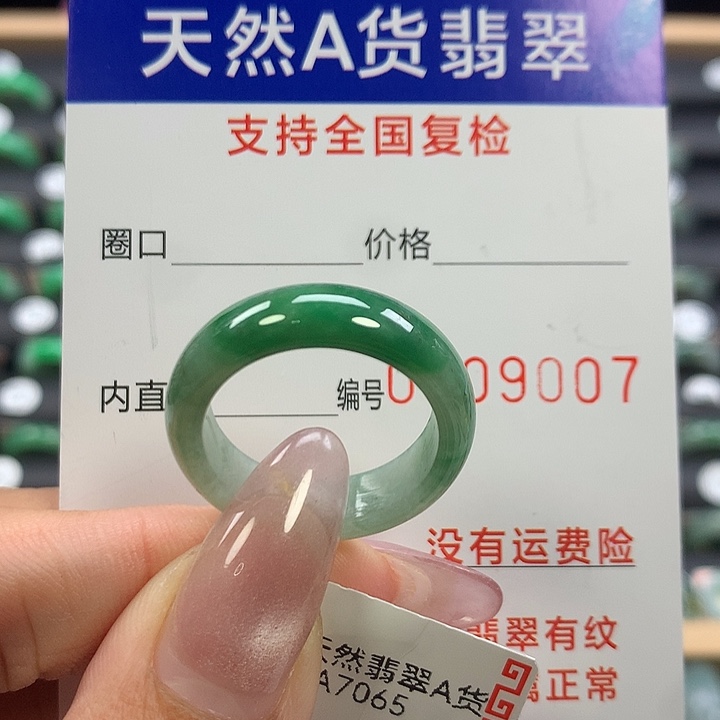 天然A货翡翠
支持全国复检
圈口 价格
内直 编号 09007
没有运费险
翡翠有纹
正常
天然翡翠A货
A7065